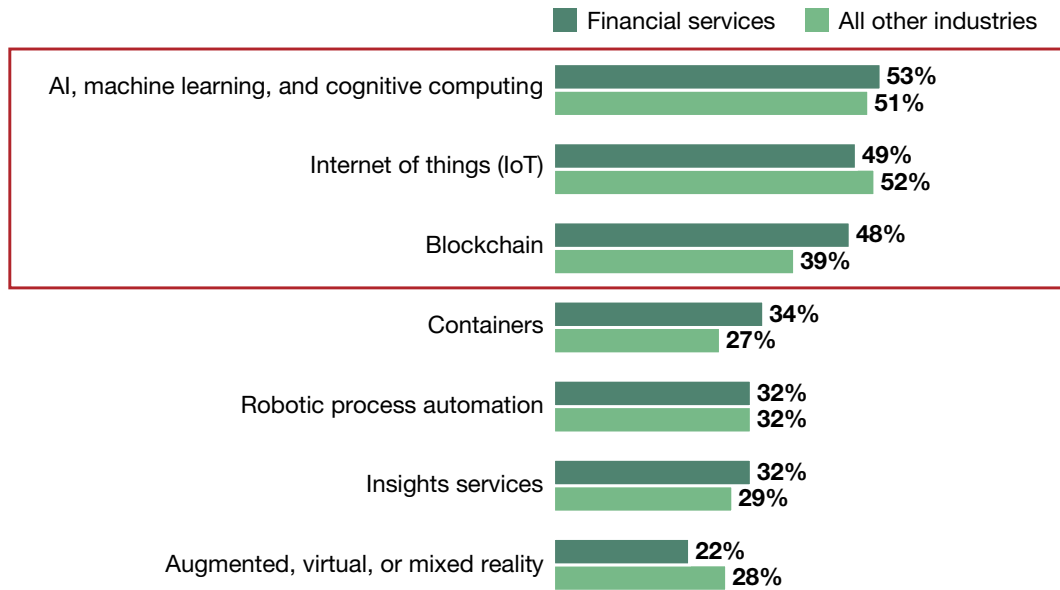 Financial services
All other industries
AI, machine learning, and cognitive computing
53%
51%
Internet of things (IoT)
49%
52%
Blockchain
48%
39%
Containers
34%
27%
Robotic process automation
32%
32%
Insights services
32%
29%
Augmented, virtual, or mixed reality
22%
28%